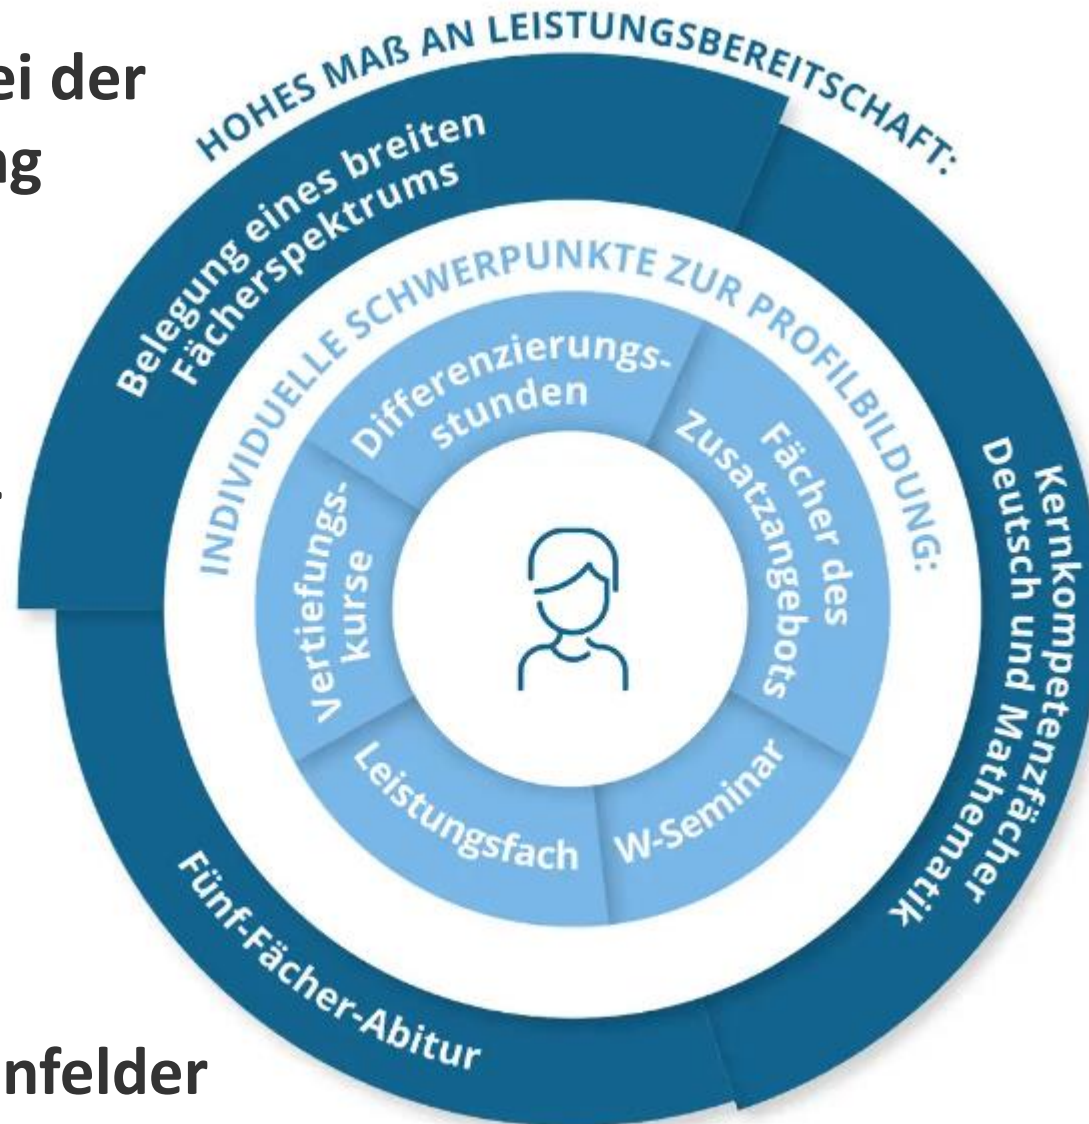 ei der
ng
nfelder
HOHES MAß AN LEISTUNGSBEREITSCHAFT:
Belegung eines breiten
Fächerspektrums
Kernkompetenzfächer
Deutsch und Mathematik
Fünf-Fächer-Abitur
INDIVIDUELLE SCHWERPUNKTE ZUR PROFILBILDUNG:
Differenzierungs-
stunden
Fächer des
Zusatzangebots
W-Seminar
Leistungsfach
Vertiefungs-
kurse